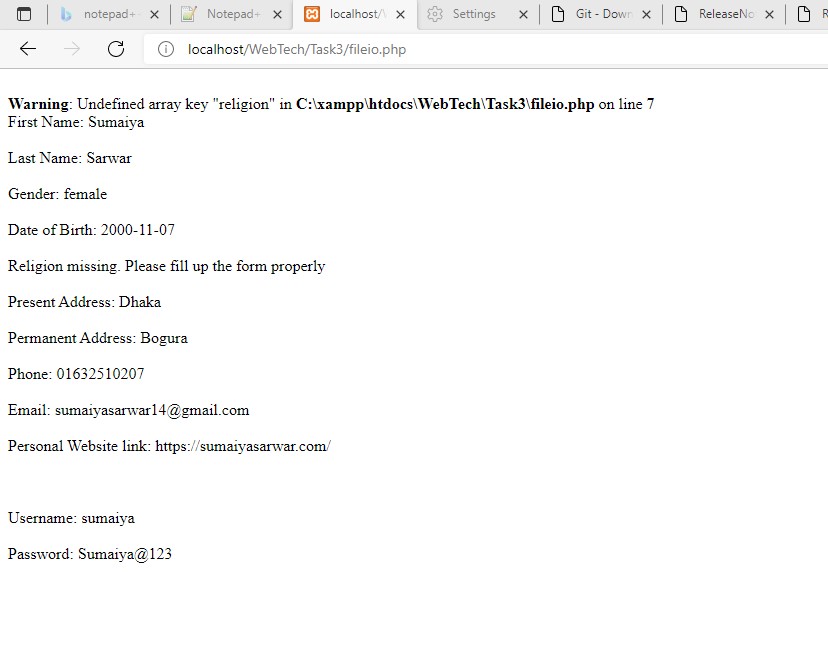 notepad+
Notepad+
localhost/
Settings
Git - Down
ReleaseNo
localhost/WebTech/Task3/fileio.php
Warning: Undefined array key "religion" in C:\xampp\htdocs\WebTech\Task3\fileio.php on line 7
First Name: Sumaiya
Last Name: Sarwar
Gender: female
Date of Birth: 2000-11-07
Religion missing. Please fill up the form properly
Present Address: Dhaka
Permanent Address: Bogura
Phone: 01632510207
Email: sumaiyasarwar14@gmail.com
Personal Website link: https://sumaiyasarwar.com/
Username: sumaiya
Password: Sumaiya@123